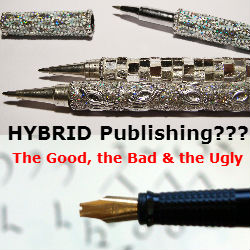 HYBRID Publishing???
The Good, the Bad & the Ugly